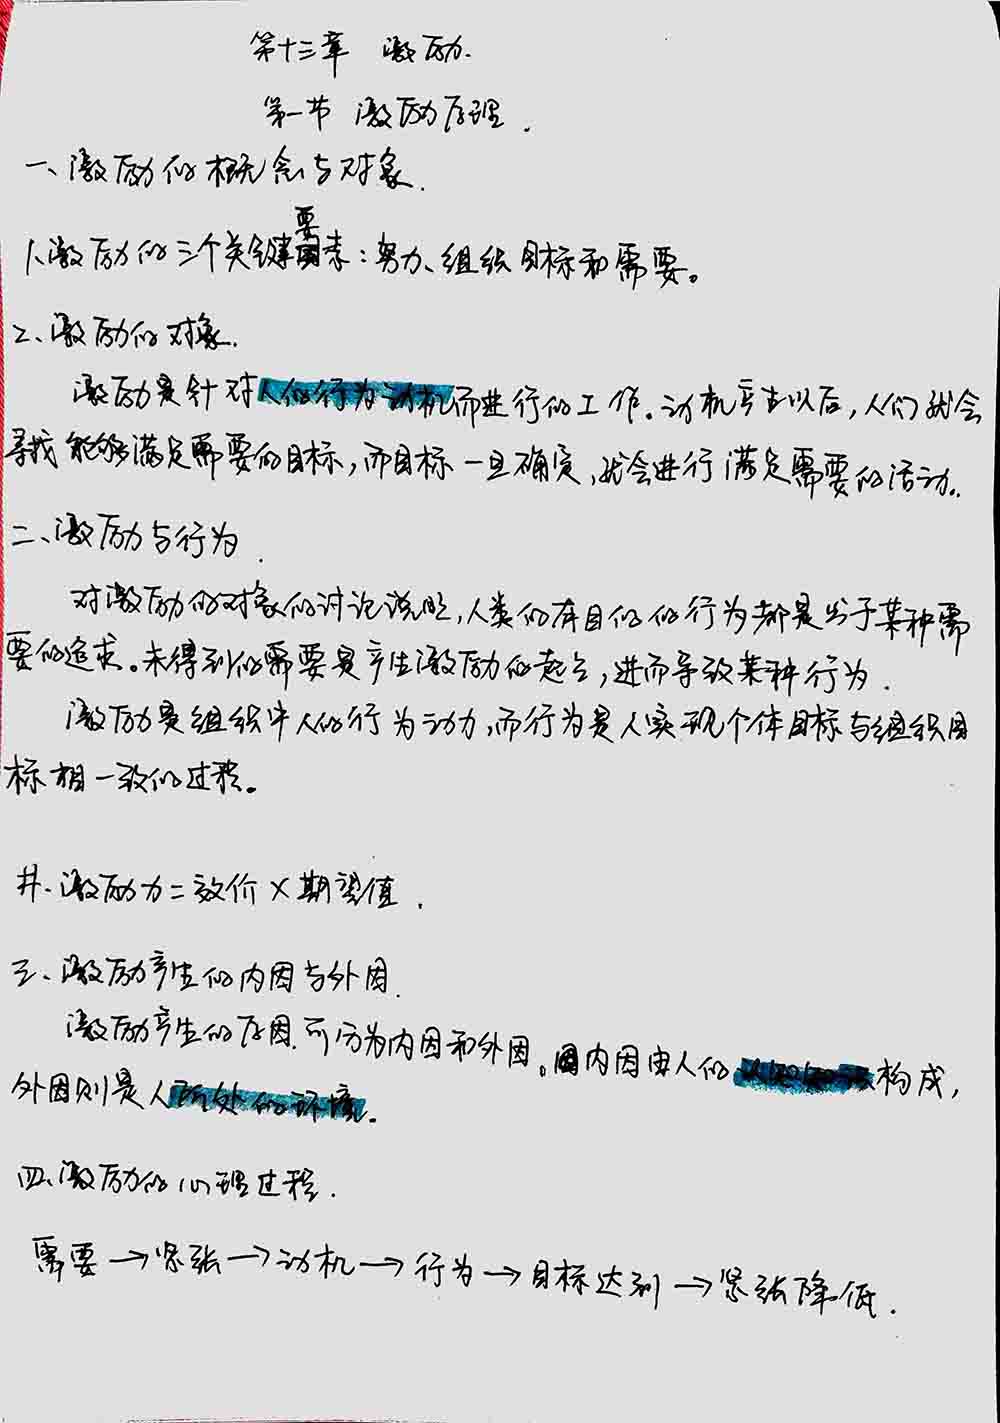 第十三章 激励.
第一节 激励原理.
一、激励的概念与对象.
1、激励的三个关键要素：努力、组织目标和需要。
2、激励的对象.
激励是针对人的行为动机而进行的工作。动机产生以后，人们就会
寻找能够满足需要的目标，而目标一旦确定，就会进行满足需要的活动。
二、激励与行为.
对激励的对象的讨论说明，人类的有目的的行为都是出于某种需
要的追求。未得到的需要是产生激励的起点，进而导致某种行为.
激励是组织中人的行为动力，而行为是人实现个体目标与组织目
标相一致的过程。
井、激励力=效价×期望值.
三、激励产生的内因与外因.
激励产生的原因.可分为内因和外因。内因由人的构成，
外因则是人所处的环境。
四、激励的心理过程.
需要→紧张→动机→行为→目标达到→紧张降低.